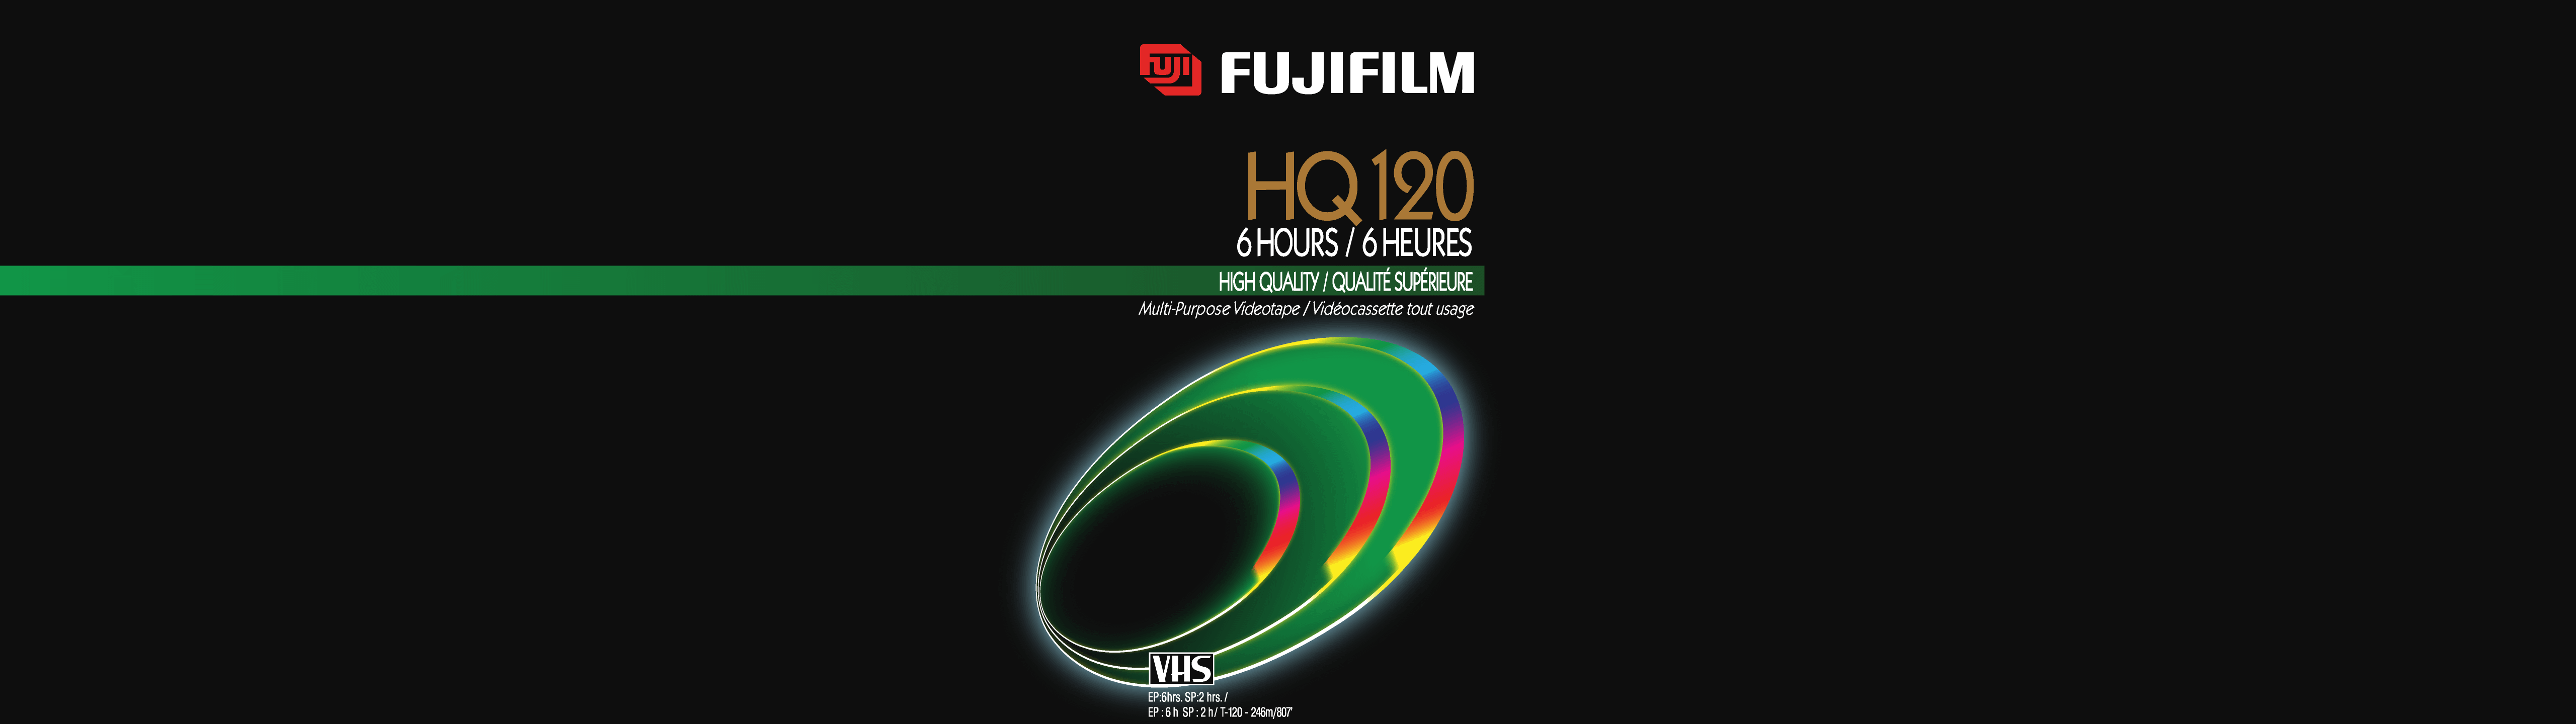 FUJI FUJIFILM
HQ 120
6 HOURS / 6 HEURES
HIGH QUALITY / QUALITÉ SUPÉRIEURE
Multi-Purpose Videotape / Vidéocassette tout usage
VHS
EP:6hrs. SP:2 hrs. /
EP : 6 h SP : 2 h / T-120 - 246m/807'